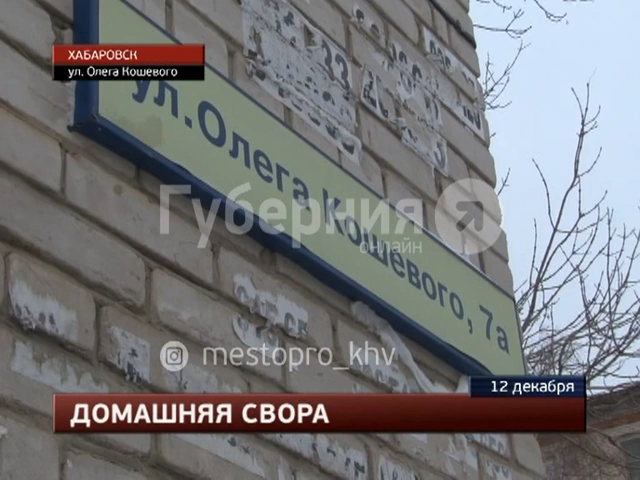 ХАБАРОВСК
ул. Олега Кошевого
ул.Олега Кошевого, 7а
Губерния
онлайн
mestopro_khv
12 декабря
ДОМАШНЯЯ СВОРА